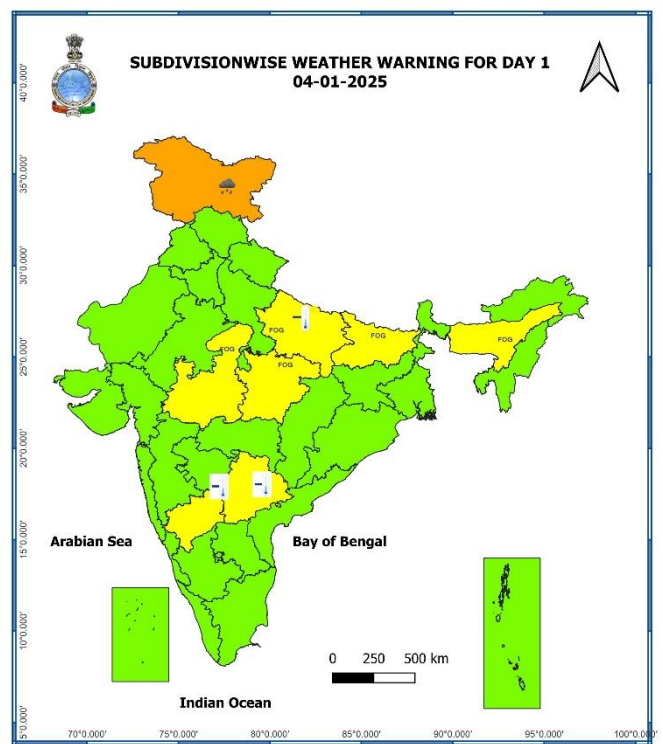 SUBDIVISIONWISE WEATHER WARNING FOR DAY 1
04-01-2025
40°0.000'
35°0.000'
30°0.000'
25°0.000'
20°0.000'
15°0.000'
10°0.000'
5°0.000'
FOG
FOG
FOG
FOG
FOG
Arabian Sea
Bay of Bengal
0 250 500 km
Indian Ocean
70°0.000' 75°0.000' 80°0.000' 85°0.000' 90°0.000' 95°0.000' 100°0.000'